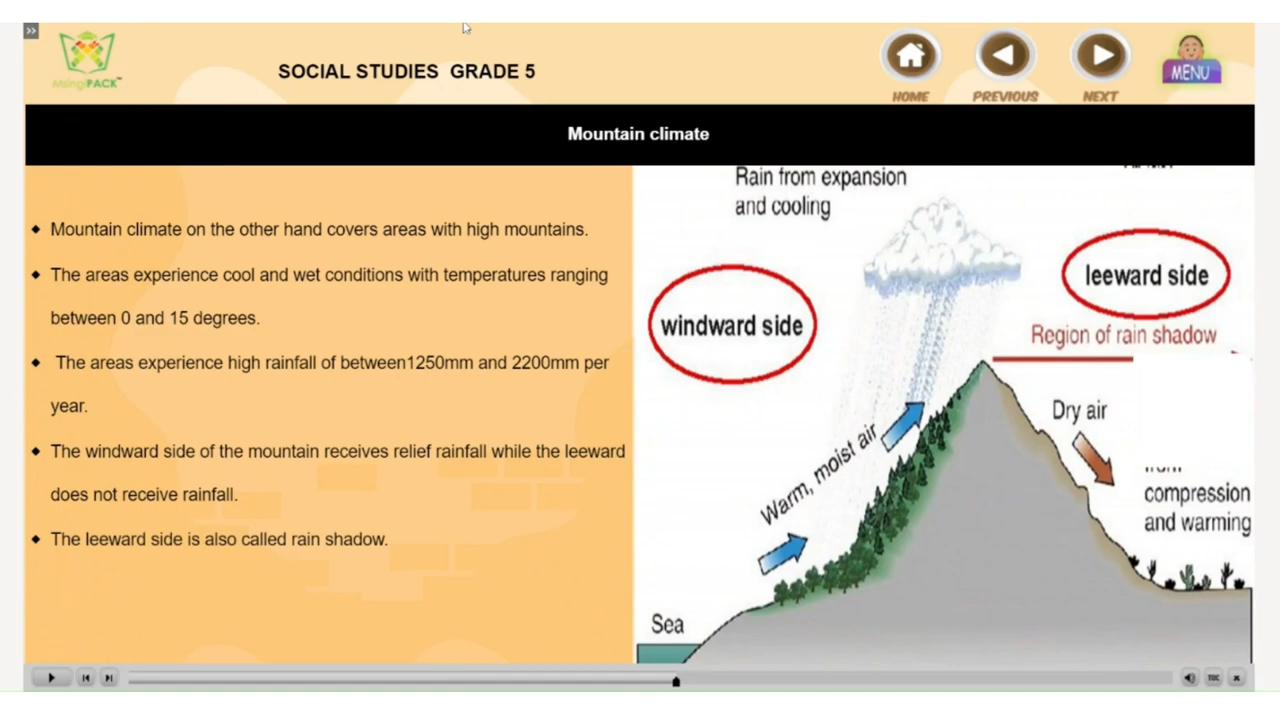 >>
MsingiPACK
SOCIAL STUDIES GRADE 5
HOME
PREVIOUS
NEXT
MENU
Mountain climate
◆ Mountain climate on the other hand covers areas with high mountains.
◆ The areas experience cool and wet conditions with temperatures ranging
between 0 and 15 degrees.
◆ The areas experience high rainfall of between1250mm and 2200mm per
year.
◆ The windward side of the mountain receives relief rainfall while the leeward
does not receive rainfall.
◆ The leeward side is also called rain shadow.
Rain from expansion
and cooling
windward side
leeward side
Region of rain shadow
Warm, moist air
Dry air
compression
and warming
Sea
TOC